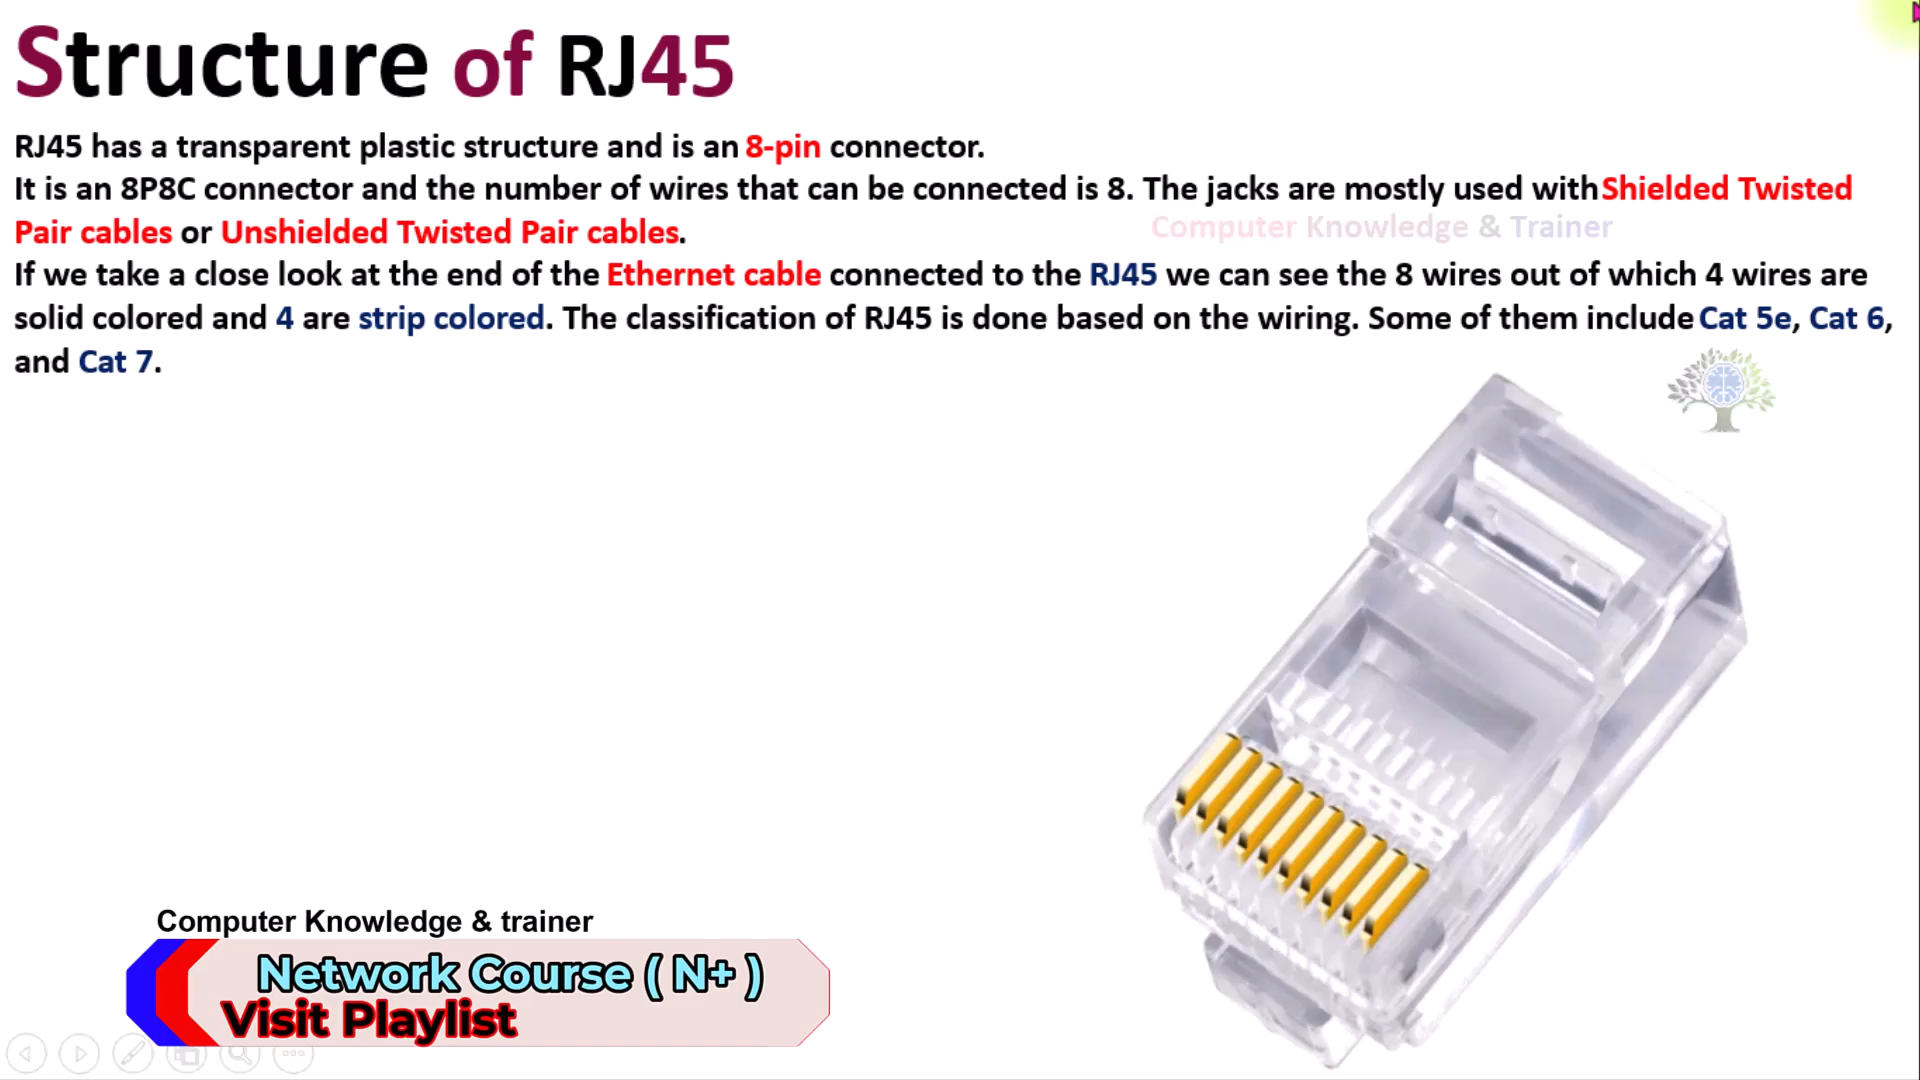 Structure of RJ45
RJ45 has a transparent plastic structure and is an 8-pin connector.
It is an 8P8C connector and the number of wires that can be connected is 8. The jacks are mostly used with Shielded Twisted
Pair cables or Unshielded Twisted Pair cables.
Computer Knowledge & Trainer
If we take a close look at the end of the Ethernet cable connected to the RJ45 we can see the 8 wires out of which 4 wires are
solid colored and 4 are strip colored. The classification of RJ45 is done based on the wiring. Some of them include Cat 5e, Cat 6,
and Cat 7.
Computer Knowledge & trainer
Network Course ( N+ )
Visit Playlist